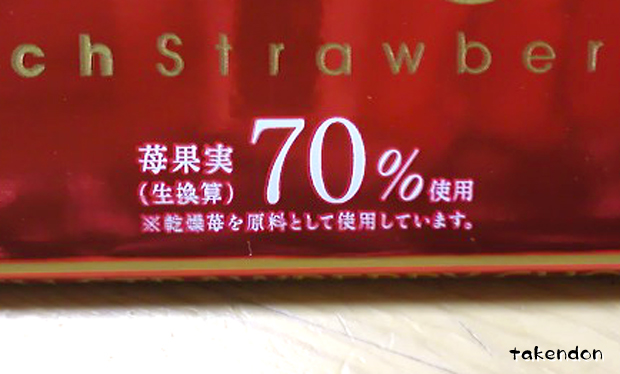 ch Strawber
苺果実
(生換算)
70%使用
※乾燥苺を原料として使用しています。
takendon